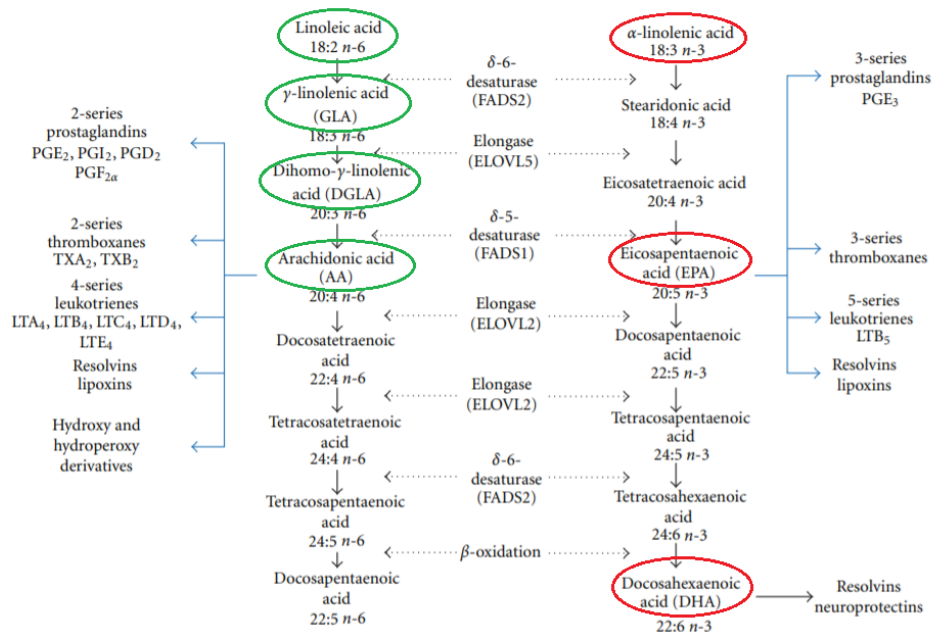 Linoleic acid
18:2 n-6
γ-linolenic acid
(GLA)
18:3 n-6
Dihomo-γ-linolenic
acid (DGLA)
20:3 n-6
Arachidonic acid
(AA)
20:4 n-6
Docosatetraenoic
acid
22:4 n-6
Tetracosatetraenoic
acid
24:4 n-6
Tetracosapentaenoic
acid
24:5 n-6
Docosapentaenoic
acid
22:5 n-6
2-series
prostaglandins
PGE₂, PGI₂, PGD₂
PGF₂α
2-series
thromboxanes
TXA₂, TXB₂
4-series
leukotrienes
LTA₄, LTB₄, LTC₄, LTD₄,
LTE₄
Resolvins
lipoxins
Hydroxy and
hydroperoxy
derivatives
δ-6-
desaturase
(FADS2)
Elongase
(ELOVL5)
δ-5-
desaturase
(FADS1)
Elongase
(ELOVL2)
Elongase
(ELOVL2)
δ-6-
desaturase
(FADS2)
β-oxidation
α-linolenic acid
18:3 n-3
Stearidonic acid
18:4 n-3
Eicosatetraenoic acid
20:4 n-3
Eicosapentaenoic
acid (EPA)
20:5 n-3
Docosapentaenoic
acid
22:5 n-3
Tetracosapentaenoic
acid
24:5 n-3
Tetracosahexaenoic
acid
24:6 n-3
Docosahexaenoic
acid (DHA)
22:6 n-3
3-series
prostaglandins
PGE₃
3-series
thromboxanes
5-series
leukotrienes
LTB₅
Resolvins
lipoxins
Resolvins
neuroprotectins